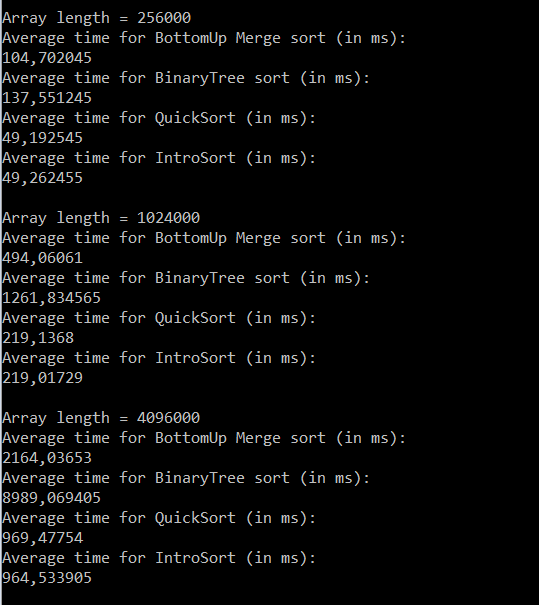 Array length = 256000
Average time for BottomUp Merge sort (in ms):
104,702045
Average time for BinaryTree sort (in ms):
137,551245
Average time for QuickSort (in ms):
49,192545
Average time for IntroSort (in ms):
49,262455
Array length = 1024000
Average time for BottomUp Merge sort (in ms):
494,06061
Average time for BinaryTree sort (in ms):
1261,834565
Average time for QuickSort (in ms):
219,1368
Average time for IntroSort (in ms):
219,01729
Array length = 4096000
Average time for BottomUp Merge sort (in ms):
2164,03653
Average time for BinaryTree sort (in ms):
8989,069405
Average time for QuickSort (in ms):
969,47754
Average time for IntroSort (in ms):
964,533905